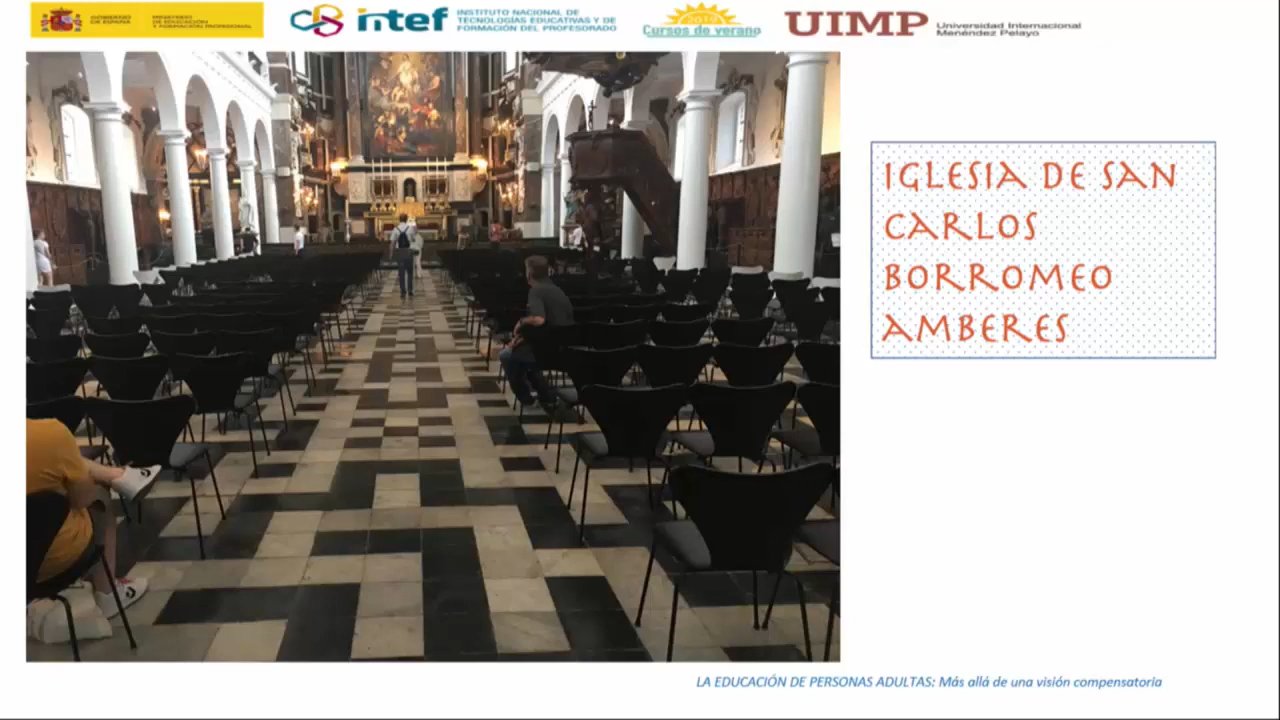 GOBIERNO DE ESPAÑA
MINISTERIO DE EDUCACIÓN Y FORMACIÓN PROFESIONAL
intef
INSTITUTO NACIONAL DE
TECNOLOGÍAS EDUCATIVAS Y DE
FORMACIÓN DEL PROFESORADO
2019
Cursos de verano
UIMP
Universidad Internacional
Menéndez Pelayo
IGLESIA DE SAN
CARLOS
BORROMEO
AMBERES
LA EDUCACIÓN DE PERSONAS ADULTAS: Más allá de una visión compensatoria